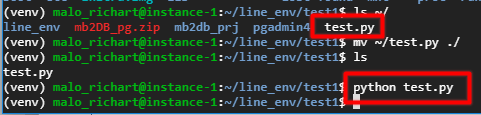 (venv) malo_richart@instance-1:~/line_env/test1$ ls ~/
line_env mb2DB_pg.zip mb2db_prj pgadmin4 test.py
(venv) malo_richart@instance-1:~/line_env/test1$ mv ~/test.py ./
(venv) malo_richart@instance-1:~/line_env/test1$ ls
test.py
(venv) malo_richart@instance-1:~/line_env/test1$ python test.py
(venv) malo_richart@instance-1:~/line_env/test1$